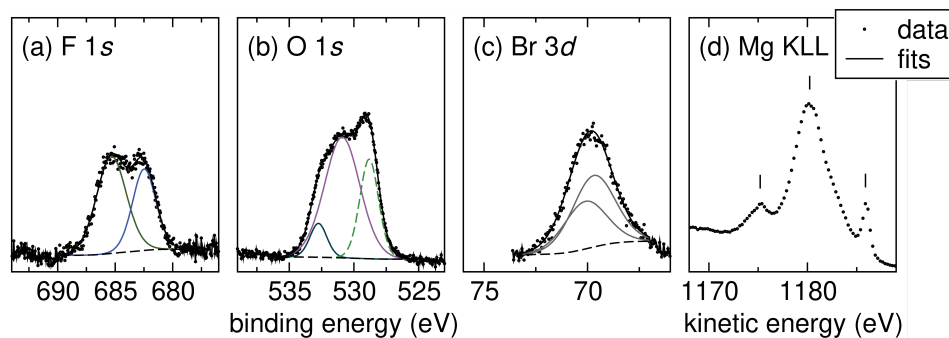 (a) F 1s
(b) O 1s
(c) Br 3d
(d) Mg KLL
data
fits
690 685 680
535 530 525
75 70
1170 1180
binding energy (eV)
kinetic energy (eV)